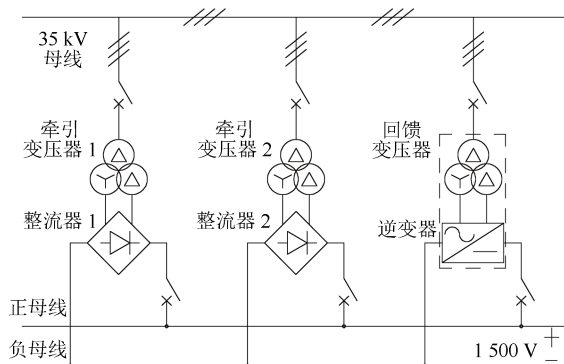 35 kV
母线
牵引
变压器 1
牵引
变压器 2
回馈
变压器
整流器 1
整流器 2
逆变器
正母线
负母线
1 500 V
+
−